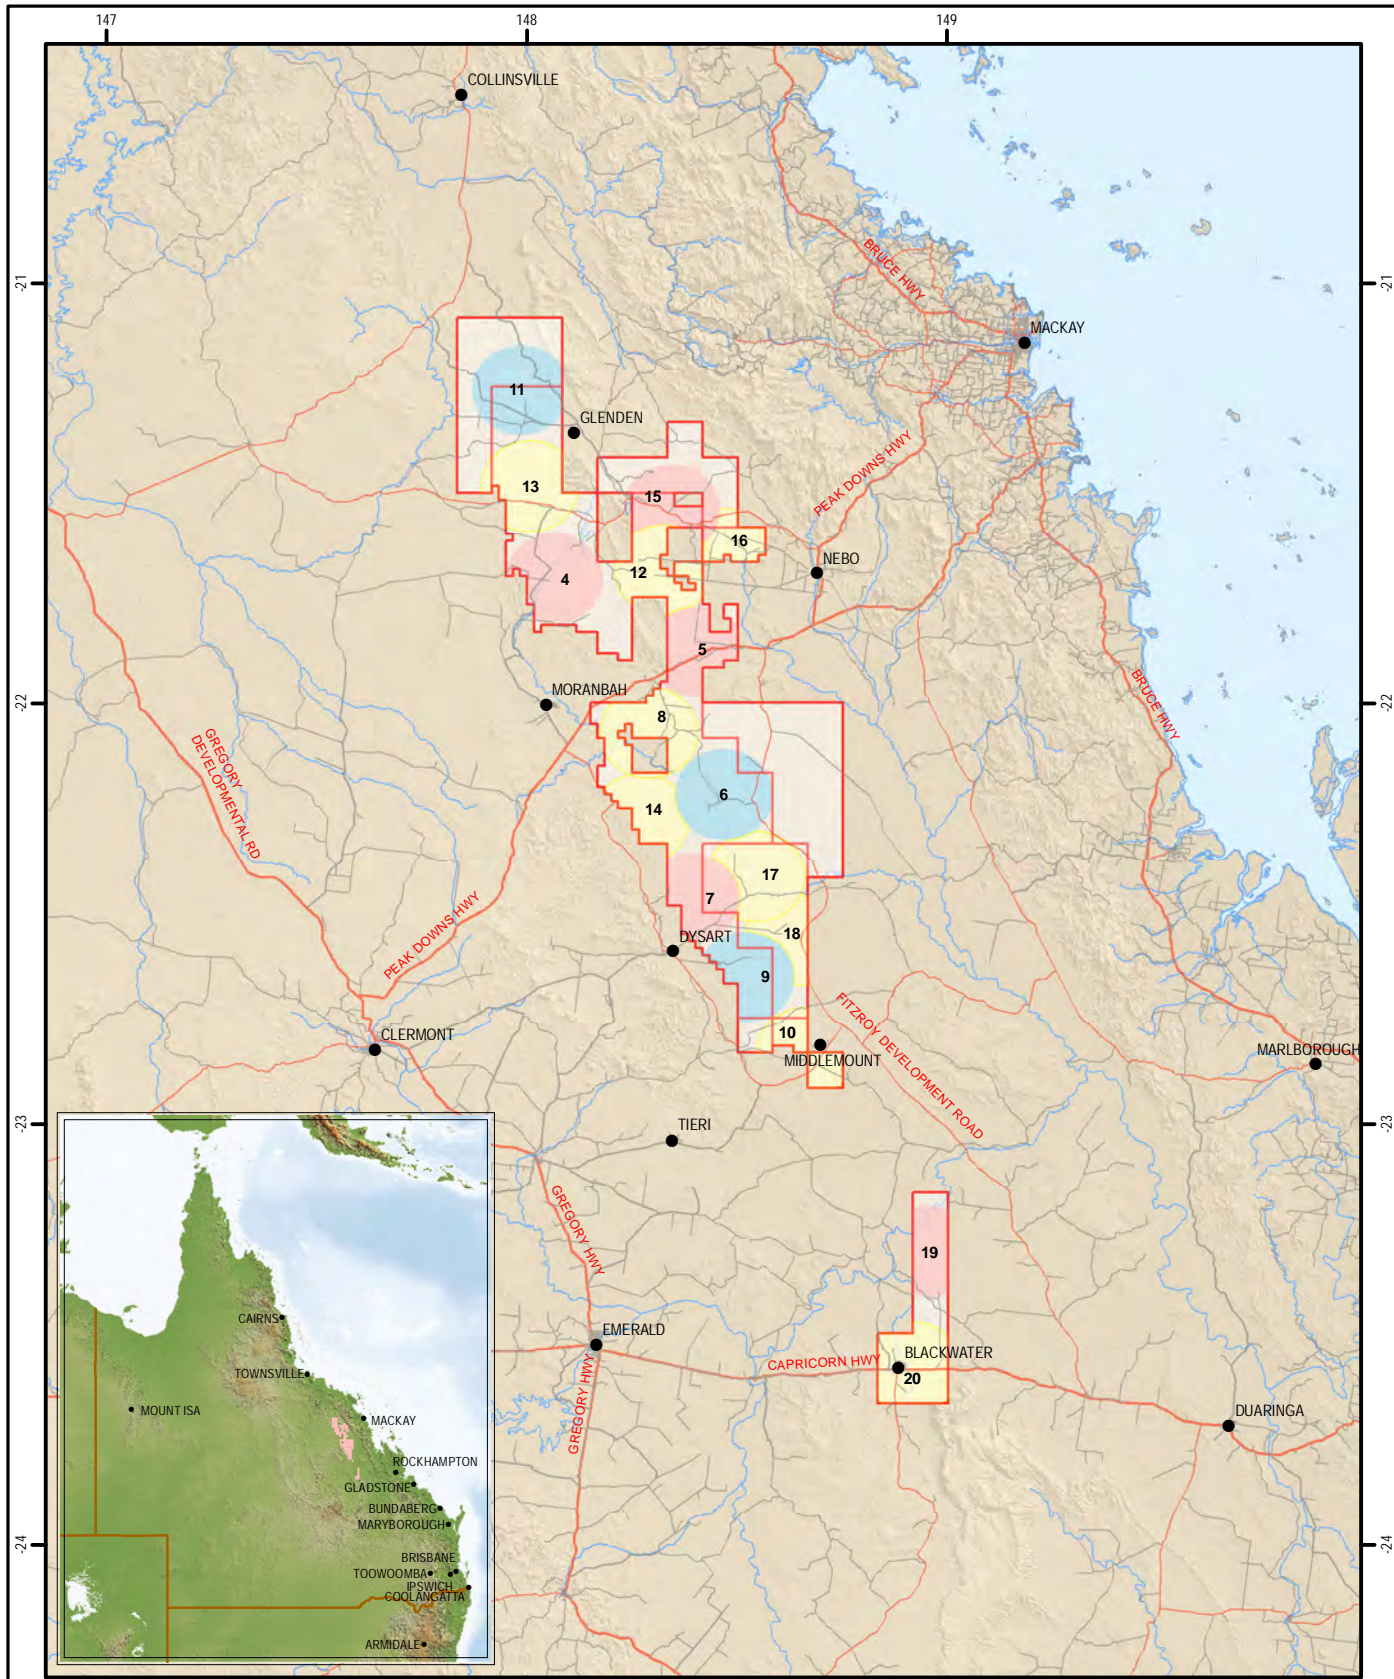 147
148
149
COLLINSVILLE
-21
-21
BRUCE HWY
MACKAY
11
GLENDEN
13
15
PEAK DOWNS HWY
16
12
NEBO
4
5
MORANBAH
-22
8
-22
BRUCE HWY
GREGORY
DEVELOPMENTAL RD
6
14
17
7
PEAK DOWNS HWY
DYSART
18
9
FITZROY DEVELOPMENT ROAD
CLERMONT
10
MIDDLEMOUNT
MARLBOROUGH
-23
-23
TIERI
GREGORY HWY
19
EMERALD
CAPRICORN HWY
BLACKWATER
20
GREGORY HWY
DUARINGA
CAIRNS
TOWNSVILLE
MOUNT ISA
MACKAY
ROCKHAMPTON
GLADSTONE
BUNDABERG
MARYBOROUGH
BRISBANE
TOOWOOMBA
IPSWICH
COOLANGATTA
ARMIDALE
-24
-24